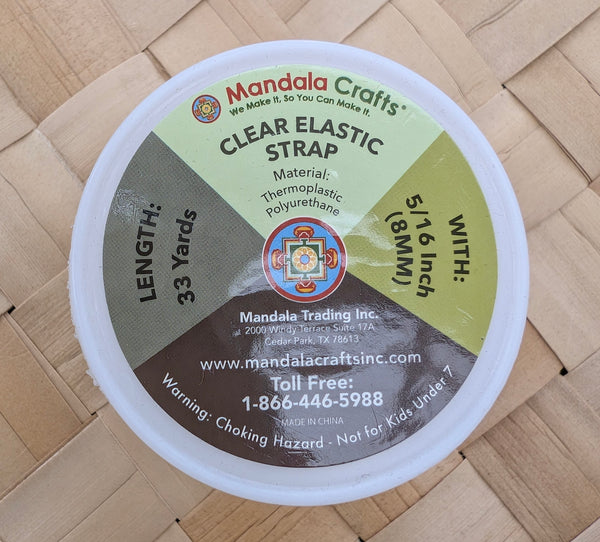 Mandala Crafts®
We Make It, So You Can Make It.
CLEAR ELASTIC
STRAP
Material:
Thermoplastic
Polyurethane
LENGTH:
33 Yards
WITH:
5/16 Inch
(8MM)
Mandala Trading Inc.
2000 Windy Terrace Suite 17A
Cedar Park, TX 78613
www.mandalacraftsinc.com
Toll Free:
1-866-446-5988
MADE IN CHINA
Warning: Choking Hazard - Not for Kids Under 7